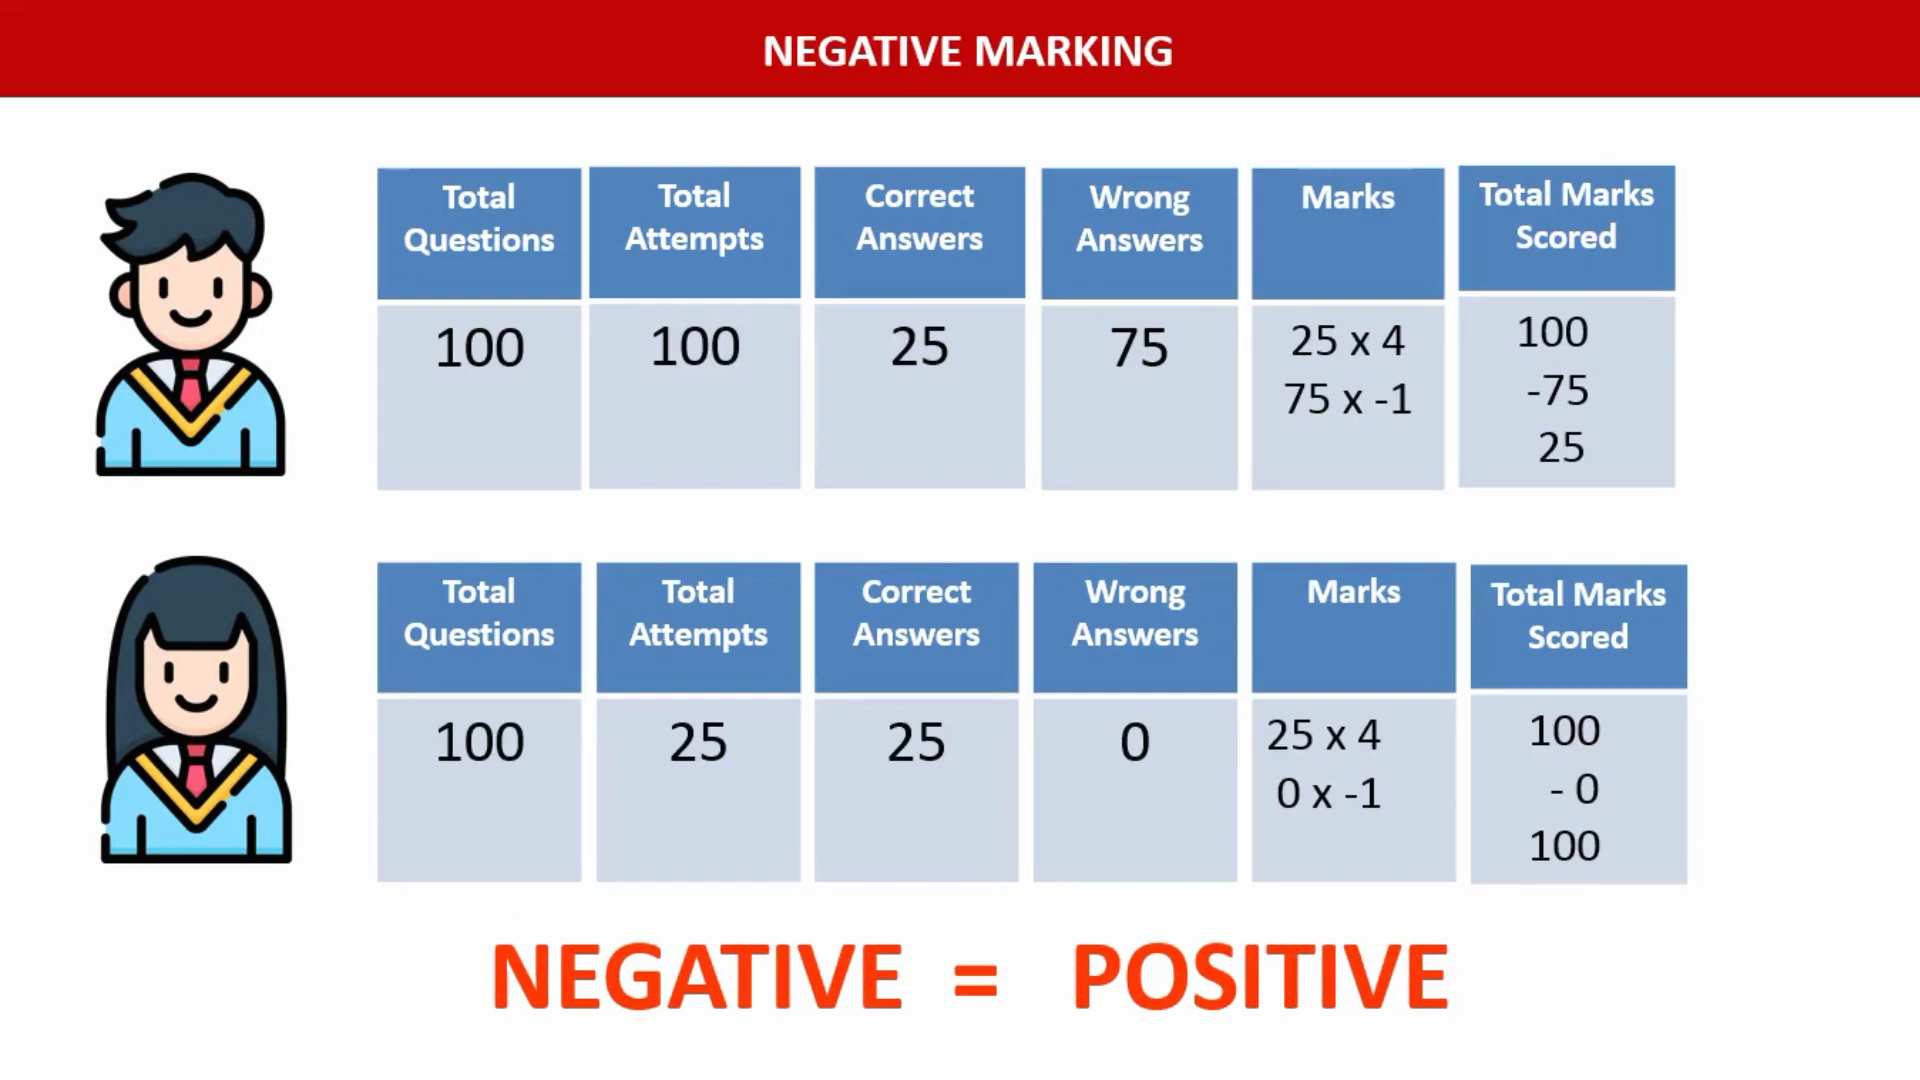 NEGATIVE MARKING
Total Questions
Total Attempts
Correct Answers
Wrong Answers
Marks
Total Marks Scored
100
100
25
75
25 x 4
75 x -1
100
-75
25
Total Questions
Total Attempts
Correct Answers
Wrong Answers
Marks
Total Marks Scored
100
25
25
0
25 x 4
0 x -1
100
- 0
100
NEGATIVE = POSITIVE